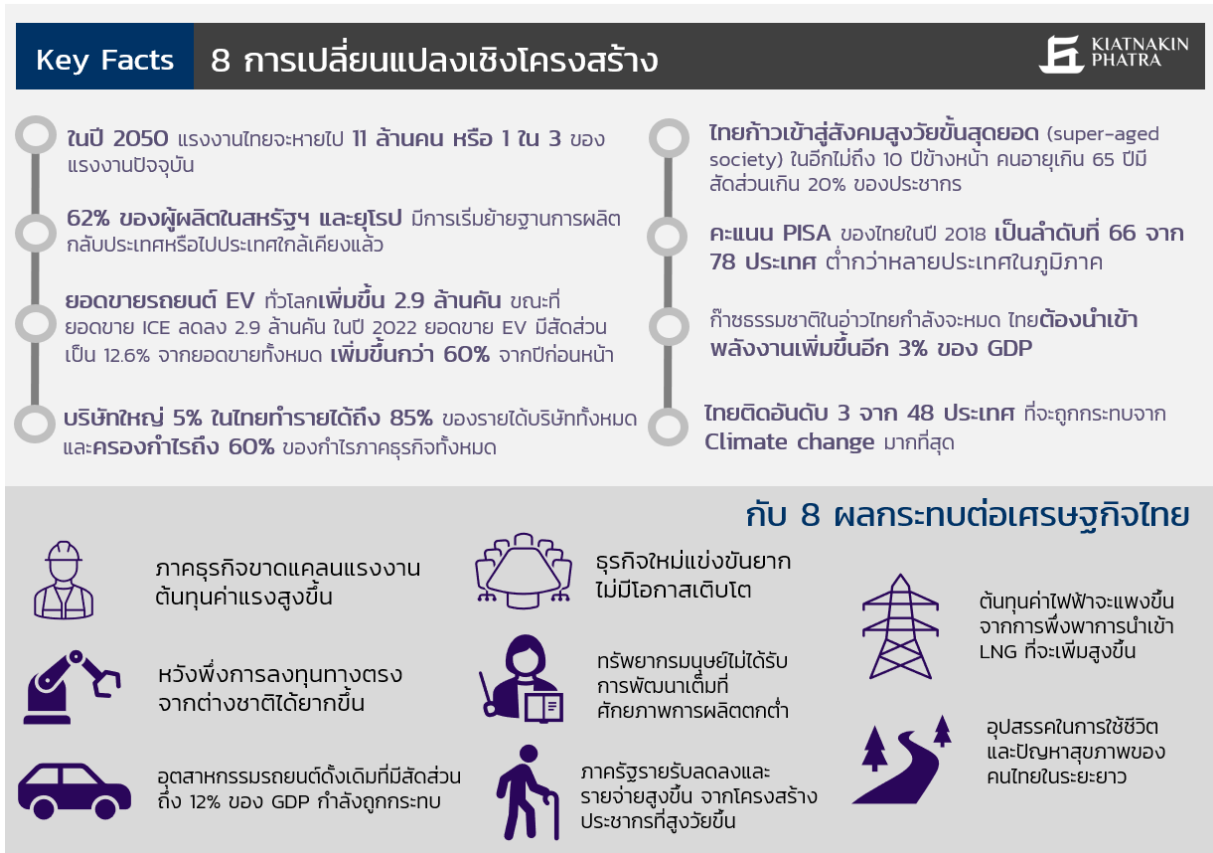 Key Facts
8 การเปลี่ยนแปลงเชิงโครงสร้าง
KIATNAKIN
PHATRA
ในปี 2050 แรงงานไทยจะหายไป 11 ล้านคน หรือ 1 ใน 3 ของ
แรงงานปัจจุบัน
62% ของผู้ผลิตในสหรัฐฯ และยุโรป มีการเริ่มย้ายฐานการผลิต
กลับประเทศหรือไปประเทศใกล้เคียงแล้ว
ยอดขายรถยนต์ EV ทั่วโลกเพิ่มขึ้น 2.9 ล้านคัน ขณะที่
ยอดขาย ICE ลดลง 2.9 ล้านคัน ในปี 2022 ยอดขาย EV มีสัดส่วน
เป็น 12.6% จากยอดขายทั้งหมด เพิ่มขึ้นกว่า 60% จากปีก่อนหน้า
บริษัทใหญ่ 5% ในไทยทำรายได้ถึง 85% ของรายได้บริษัททั้งหมด
และครองกำไรถึง 60% ของกำไรภาคธุรกิจทั้งหมด
ไทยก้าวเข้าสู่สังคมสูงวัยขั้นสุดยอด (super-aged
society) ในอีกไม่ถึง 10 ปีข้างหน้า คนอายุเกิน 65 ปีมี
สัดส่วนเกิน 20% ของประชากร
คะแนน PISA ของไทยในปี 2018 เป็นลำดับที่ 66 จาก
78 ประเทศ ต่ำกว่าหลายประเทศในภูมิภาค
ก๊าซธรรมชาติในอ่าวไทยกำลังจะหมด ไทยต้องนำเข้า
พลังงานเพิ่มขึ้นอีก 3% ของ GDP
ไทยติดอันดับ 3 จาก 48 ประเทศ ที่จะถูกกระทบจาก
Climate change มากที่สุด
กับ 8 ผลกระทบต่อเศรษฐกิจไทย
ภาคธุรกิจขาดแคลนแรงงาน
ต้นทุนค่าแรงสูงขึ้น
หวังพึ่งการลงทุนทางตรง
จากต่างชาติได้ยากขึ้น
อุตสาหกรรมรถยนต์ดั้งเดิมที่มีสัดส่วน
ถึง 12% ของ GDP กำลังถูกกระทบ
ธุรกิจใหม่แข่งขันยาก
ไม่มีโอกาสเติบโต
ทรัพยากรมนุษย์ไม่ได้รับ
การพัฒนาเต็มที่
ศักยภาพการผลิตตกต่ำ
ภาครัฐรายรับลดลงและ
รายจ่ายสูงขึ้น จากโครงสร้าง
ประชากรที่สูงวัยขึ้น
ต้นทุนค่าไฟฟ้าจะแพงขึ้น
จากการพึ่งพาการนำเข้า
LNG ที่จะเพิ่มสูงขึ้น
อุปสรรคในการใช้ชีวิต
และปัญหาสุขภาพของ
คนไทยในระยะยาว